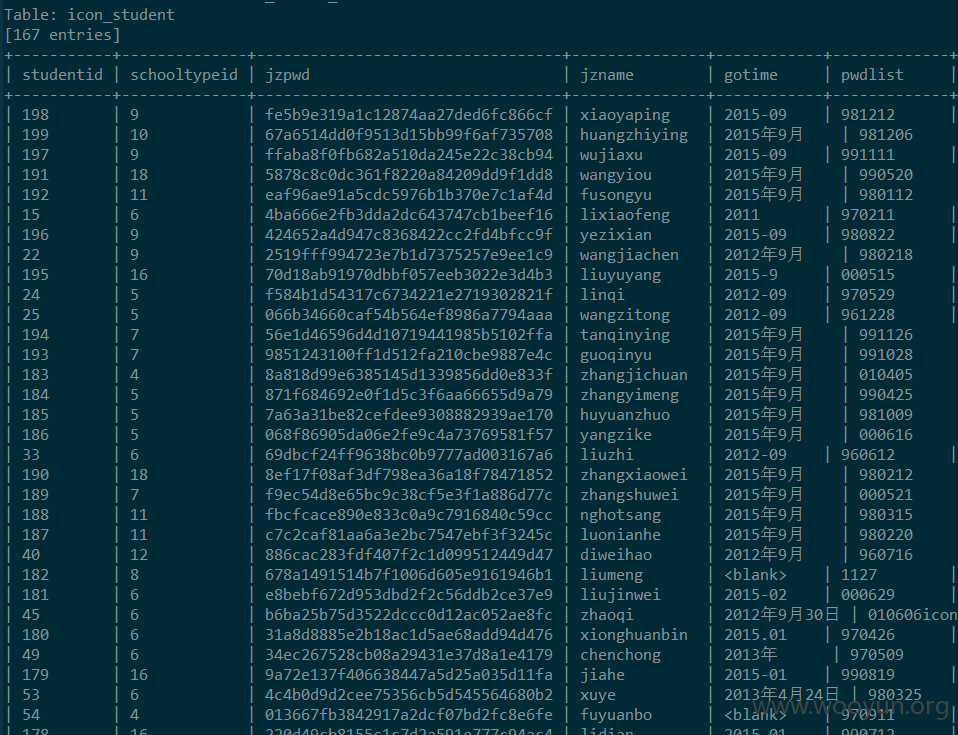 Table: icon_student
[167 entries]
| studentid | schooltypeid | jzpwd | jzname | gotime | pwdlist |
| 198 | 9 | fe5b9e319a1c12874aa27ded6fc866cf | xiaoyaping | 2015-09 | 981212 |
| 199 | 10 | 67a6514dd0f9513d15bb99f6af735708 | huangzhiying | 2015年9月 | 981206 |
| 197 | 9 | ffaba8f0fb682a510da245e22c38cb94 | wujiaxu | 2015-09 | 991111 |
| 191 | 18 | 5878c8c0dc361f8220a84209dd9f1dd8 | wangyiou | 2015年9月 | 990520 |
| 192 | 11 | eaf96ae91a5cdc5976b1b370e7c1af4d | fusongyu | 2015年9月 | 980112 |
| 15 | 6 | 4ba666e2fb3dda2dc643747cb1beef16 | lixiaofeng | 2011 | 970211 |
| 196 | 9 | 424652a4d947c8368422cc2fd4bfcc9f | yezixian | 2015-09 | 980822 |
| 22 | 9 | 2519fff994723e7b1d7375257e9ee1c9 | wangjiachen | 2012年9月 | 980218 |
| 195 | 16 | 70d18ab91970dbbf057eeb3022e3d4b3 | liuyuyang | 2015-9 | 000515 |
| 24 | 5 | f584b1d54317c6734221e2719302821f | linqi | 2012-09 | 970529 |
| 25 | 5 | 066b34660caf54b564ef8986a7794aaa | wangzitong | 2012-09 | 961228 |
| 194 | 7 | 56e1d46596d4d10719441985b5102ffa | tanqinying | 2015年9月 | 991126 |
| 193 | 7 | 9851243100ff1d512fa210cbe9887e4c | guoqinyu | 2015年9月 | 991028 |
| 183 | 4 | 8a818d99e6385145d1339856dd0e833f | zhangjichuan | 2015年9月 | 010405 |
| 184 | 5 | 871f684692e0f1d5c3f6aa66655d9a79 | zhangyimeng | 2015年9月 | 990425 |
| 185 | 5 | 7a63a31be82cefdee9308882939ae170 | huyuanzhuo | 2015年9月 | 981009 |
| 186 | 5 | 068f86905da06e2fe9c4a73769581f57 | yangzike | 2015年9月 | 000616 |
| 33 | 6 | 69dbcf24ff9638bc0b9777ad003167a6 | liuzhi | 2012-09 | 960612 |
| 190 | 18 | 8ef17f08af3df798ea36a18f78471852 | zhangxiaowei | 2015年9月 | 980212 |
| 189 | 7 | f9ec54d8e65bc9c38cf5e3f1a886d77c | zhangshuwei | 2015年9月 | 000521 |
| 188 | 11 | fbcfcace890e833c0a9c7916840c59cc | nghotsang | 2015年9月 | 980315 |
| 187 | 11 | c7c2caf81aa6a3e2bc7547ebf3f3245c | luonianhe | 2015年9月 | 980220 |
| 40 | 12 | 886cac283fdf407f2c1d099512449d47 | diweihao | 2012年9月 | 960716 |
| 182 | 8 | 678a1491514b7f1006d605e9161946b1 | liumeng | <blank> | 1127 |
| 181 | 6 | e8bebf672d953dbd2f2c56ddb2ce37e9 | liujinwei | 2015-02 | 000629 |
| 45 | 6 | b6ba25b75d3522dccc0d12ac052ae8fc | zhaoqi | 2012年9月30日 | 010606icon
| 180 | 6 | 31a8d8885e2b18ac1d5ae68add94d476 | xionghuanbin | 2015.01 | 970426 |
| 49 | 6 | 34ec267528cb08a29431e37d8a1e4179 | chenchong | 2013年 | 970509 |
| 179 | 16 | 9a72e137f406638447a5d25a035d11fa | jiahe | 2015-01 | 990819 |
| 53 | 6 | 4c4b0d9d2cee75356cb5d545564680b2 | xuye | 2013年4月24日 | 980325
| 54 | 4 | 013667fb3842917a2dcf07bd2fc8e6fe | fuyuanbo | <blank> | 970911 |
www.wooyun.org